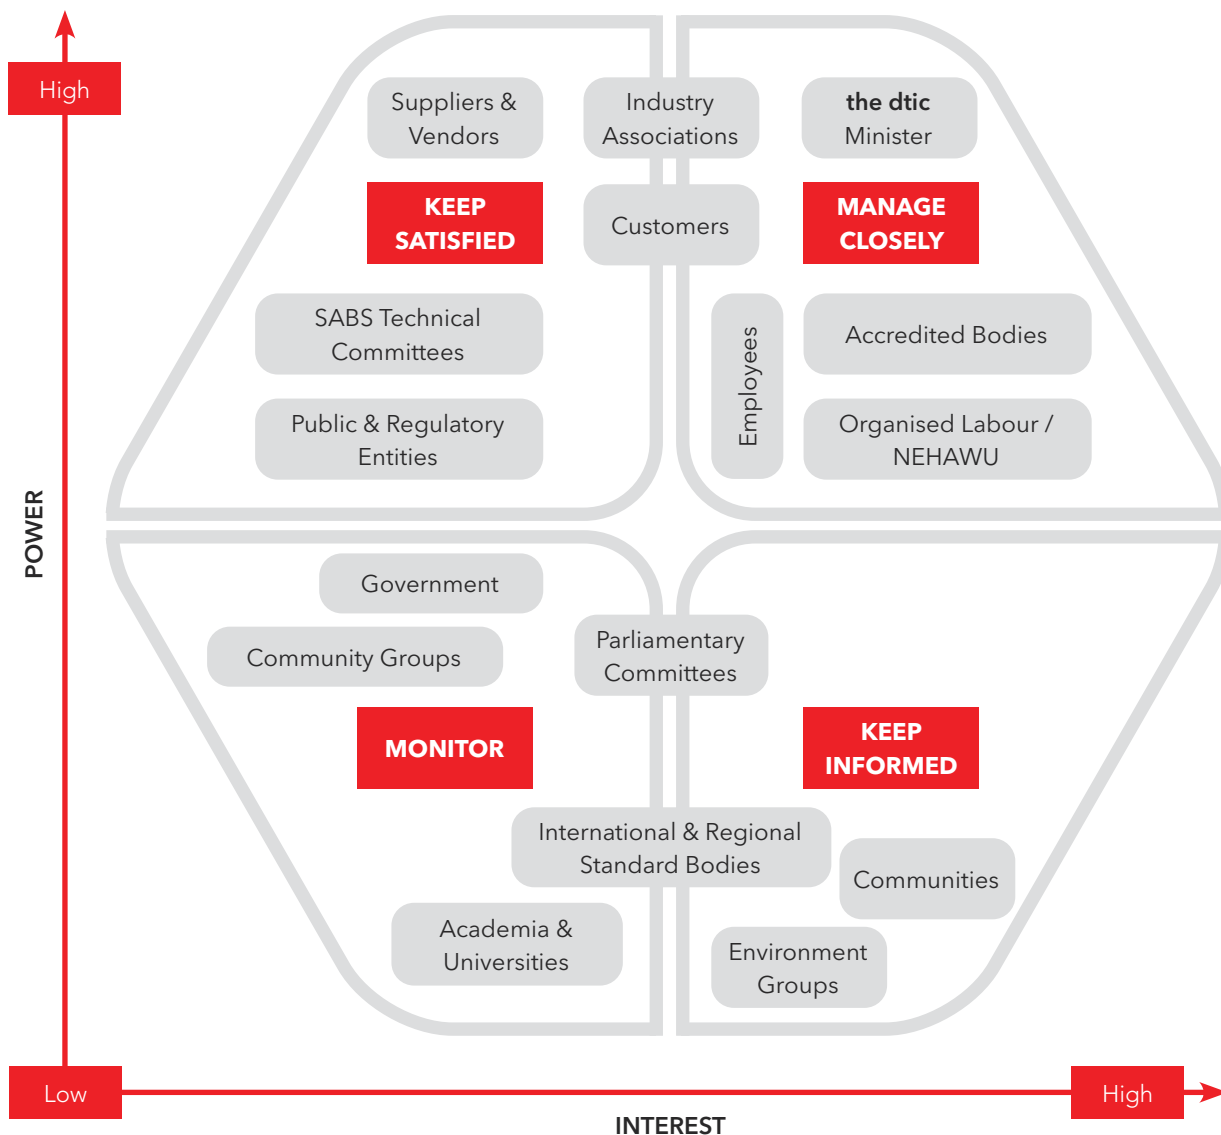 High
Suppliers &
Vendors
Industry
Associations
the dtic
Minister
KEEP
SATISFIED
Customers
MANAGE
CLOSELY
SABS Technical
Committees
Employees
Accredited Bodies
Public & Regulatory
Entities
Organised Labour /
NEHAWU
POWER
Government
Community Groups
Parliamentary
Committees
MONITOR
KEEP
INFORMED
International & Regional
Standard Bodies
Communities
Academia &
Universities
Environment
Groups
Low
High
INTEREST